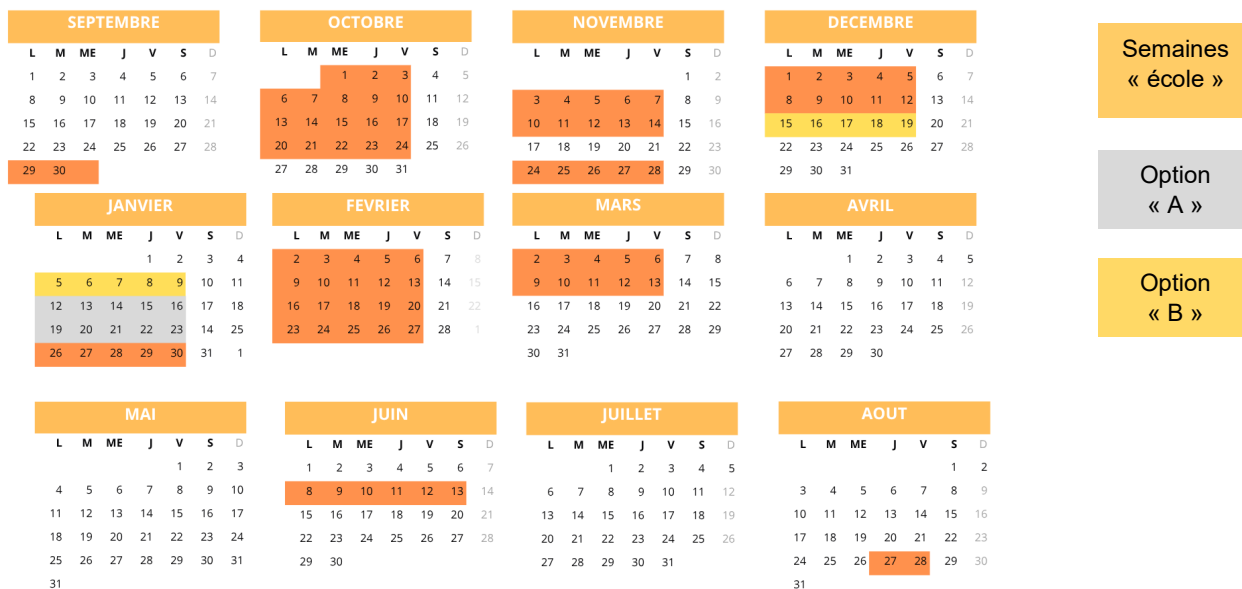 SEPTEMBRE
L M ME J V S D
1 2 3 4 5 6 7
8 9 10 11 12 13 14
15 16 17 18 19 20 21
22 23 24 25 26 27 28
29 30
OCTOBRE
L M ME J V S D
1 2 3 4 5
6 7 8 9 10 11 12
13 14 15 16 17 18 19
20 21 22 23 24 25 26
27 28 29 30 31
NOVEMBRE
L M ME J V S D
1 2
3 4 5 6 7 8 9
10 11 12 13 14 15 16
17 18 19 20 21 22 23
24 25 26 27 28 29 30
DECEMBRE
L M ME J V S D
1 2 3 4 5 6 7
8 9 10 11 12 13 14
15 16 17 18 19 20 21
22 23 24 25 26 27 28
29 30 31
Semaines
« école »
Option
« A »
Option
« B »
JANVIER
L M ME J V S D
1 2 3 4
5 6 7 8 9 10 11
12 13 14 15 16 17 18
19 20 21 22 23 14 25
26 27 28 29 30 31 1
FEVRIER
L M ME J V S D
2 3 4 5 6 7 8
9 10 11 12 13 14 15
16 17 18 19 20 21 22
23 24 25 26 27 28 1
MARS
L M ME J V S D
2 3 4 5 6 7 8
9 10 11 12 13 14 15
16 17 18 19 20 21 22
23 24 25 26 27 28 29
30 31
AVRIL
L M ME J V S D
1 2 3 4 5
6 7 8 9 10 11 12
13 14 15 16 17 18 19
20 21 22 23 24 25 26
27 28 29 30
MAI
L M ME J V S D
1 2 3
4 5 6 7 8 9 10
11 12 13 14 15 16 17
18 19 20 21 22 23 24
25 26 27 28 29 30 31
31
JUIN
L M ME J V S D
1 2 3 4 5 6 7
8 9 10 11 12 13 14
15 16 17 18 19 20 21
22 23 24 25 26 27 28
29 30
JUILLET
L M ME J V S D
1 2 3 4 5
6 7 8 9 10 11 12
13 14 15 16 17 18 19
20 21 22 23 24 25 26
27 28 29 30 31
AOUT
L M ME J V S D
1 2
3 4 5 6 7 8 9
10 11 12 13 14 15 16
17 18 19 20 21 22 23
24 25 26 27 28 29 30
31